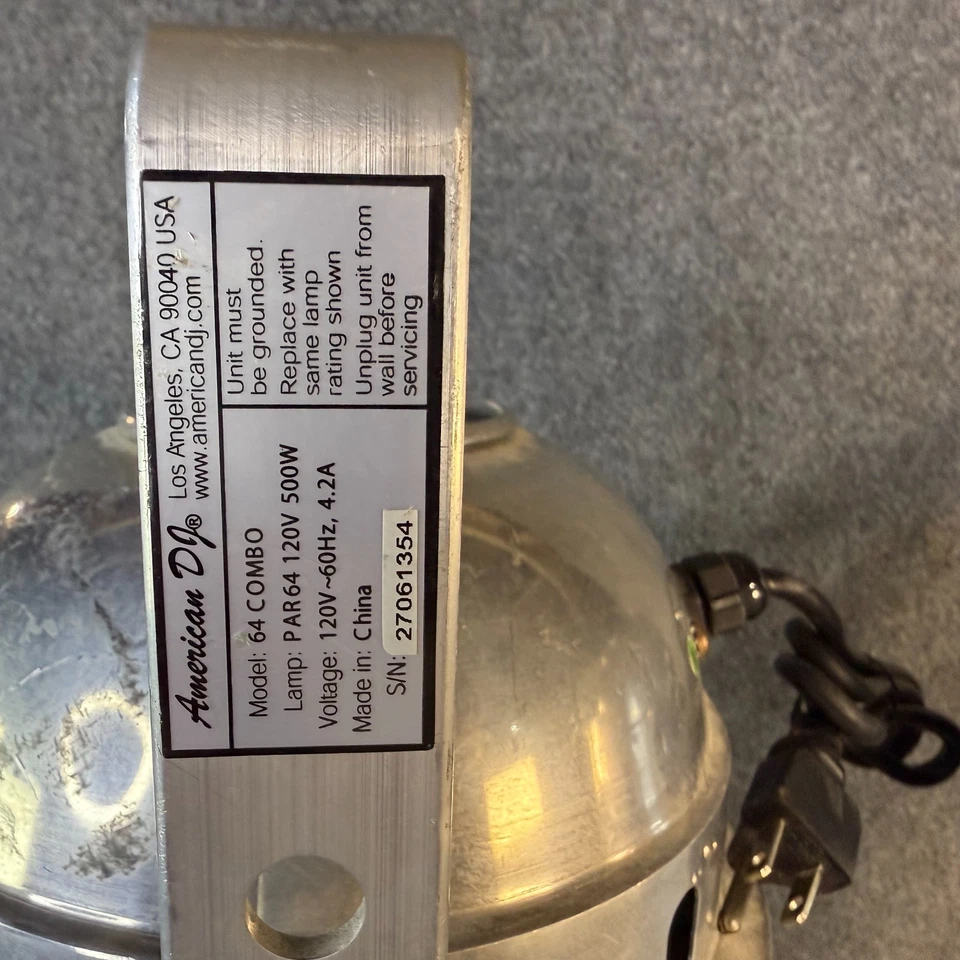 American DJ® Los Angeles, CA 90040 USA
www.americandj.com
Model: 64 COMBO
Lamp: PAR64 120V 500W
Voltage: 120V~60Hz, 4.2A
Made in: China
S/N: 27061354
Unit must
be grounded.
Replace with
same lamp
rating shown
Unplug unit from
wall before
servicing